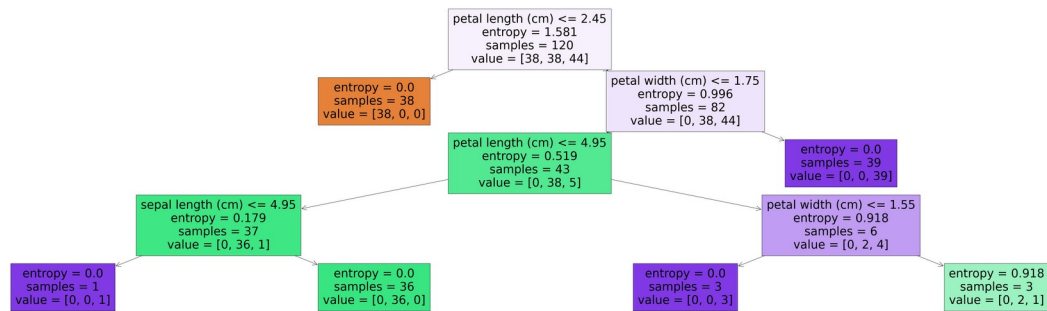 petal length (cm) <= 2.45
entropy = 1.581
samples = 120
value = [38, 38, 44]
entropy = 0.0
samples = 38
value = [38, 0, 0]
petal width (cm) <= 1.75
entropy = 0.996
samples = 82
value = [0, 38, 44]
petal length (cm) <= 4.95
entropy = 0.519
samples = 43
value = [0, 38, 5]
entropy = 0.0
samples = 39
value = [0, 0, 39]
sepal length (cm) <= 4.95
entropy = 0.179
samples = 37
value = [0, 36, 1]
petal width (cm) <= 1.55
entropy = 0.918
samples = 6
value = [0, 2, 4]
entropy = 0.0
samples = 1
value = [0, 0, 1]
entropy = 0.0
samples = 36
value = [0, 36, 0]
entropy = 0.0
samples = 3
value = [0, 0, 3]
entropy = 0.918
samples = 3
value = [0, 2, 1]